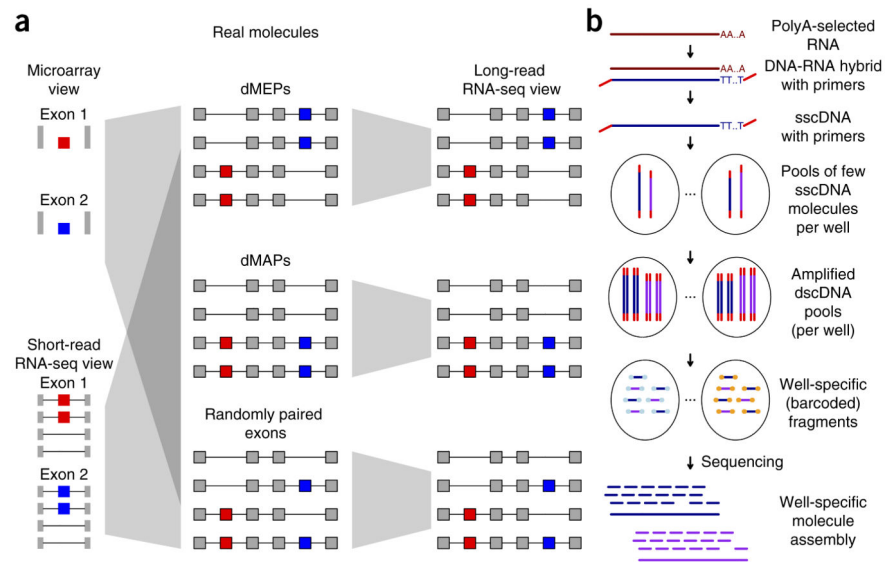 a
Real molecules
Microarray
view
Exon 1
Exon 2
Short-read
RNA-seq view
Exon 1
Exon 2
dMEPs
dMAPs
Randomly paired
exons
Long-read
RNA-seq view
b
AA..A
PolyA-selected
RNA
AA..A
TT..T
DNA-RNA hybrid
with primers
TT..T
sscDNA
with primers
...
Pools of few
sscDNA
molecules
per well
...
Amplified
dscDNA
pools
(per well)
...
Well-specific
(barcoded)
fragments
Sequencing
Well-specific
molecule
assembly